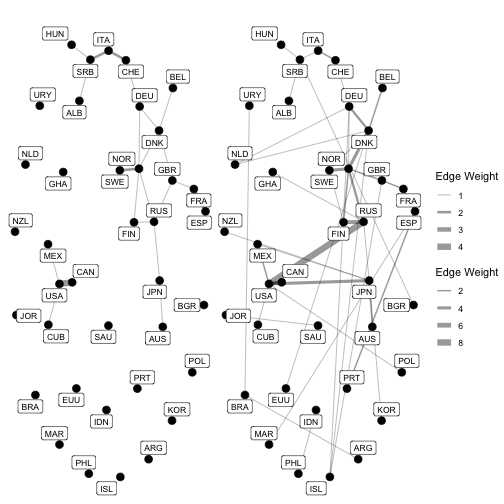 HUN
ITA
SRB
CHE
BEL
URY
ALB
DEU
DNK
NLD
GHA
NOR
SWE
GBR
FRA
RUS
ESP
FIN
NZL
MEX
CAN
USA
JPN
BGR
JOR
CUB
SAU
AUS
POL
PRT
EUU
BRA
IDN
KOR
MAR
ARG
PHL
ISL
HUN
ITA
SRB
CHE
BEL
URY
ALB
DEU
DNK
NLD
GHA
NOR
SWE
GBR
FRA
RUS
ESP
FIN
NZL
MEX
CAN
USA
JPN
BGR
JOR
CUB
SAU
AUS
POL
PRT
EUU
BRA
IDN
KOR
MAR
ARG
PHL
ISL
Edge Weight
1
2
3
4
Edge Weight
2
4
6
8